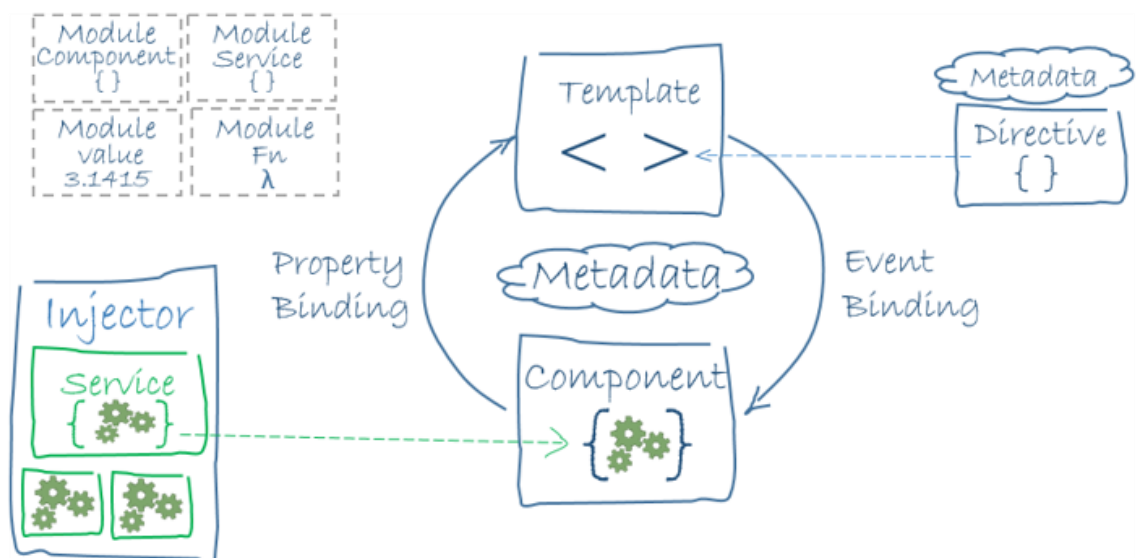 Module
Component
{ }
Module
Service
{ }
Module
value
3.1415
Module
Fn
λ
Template
< >
Metadata
Directive
{ }
Property
Binding
Metadata
Event
Binding
Injector
Service
{ }
Component
{ }